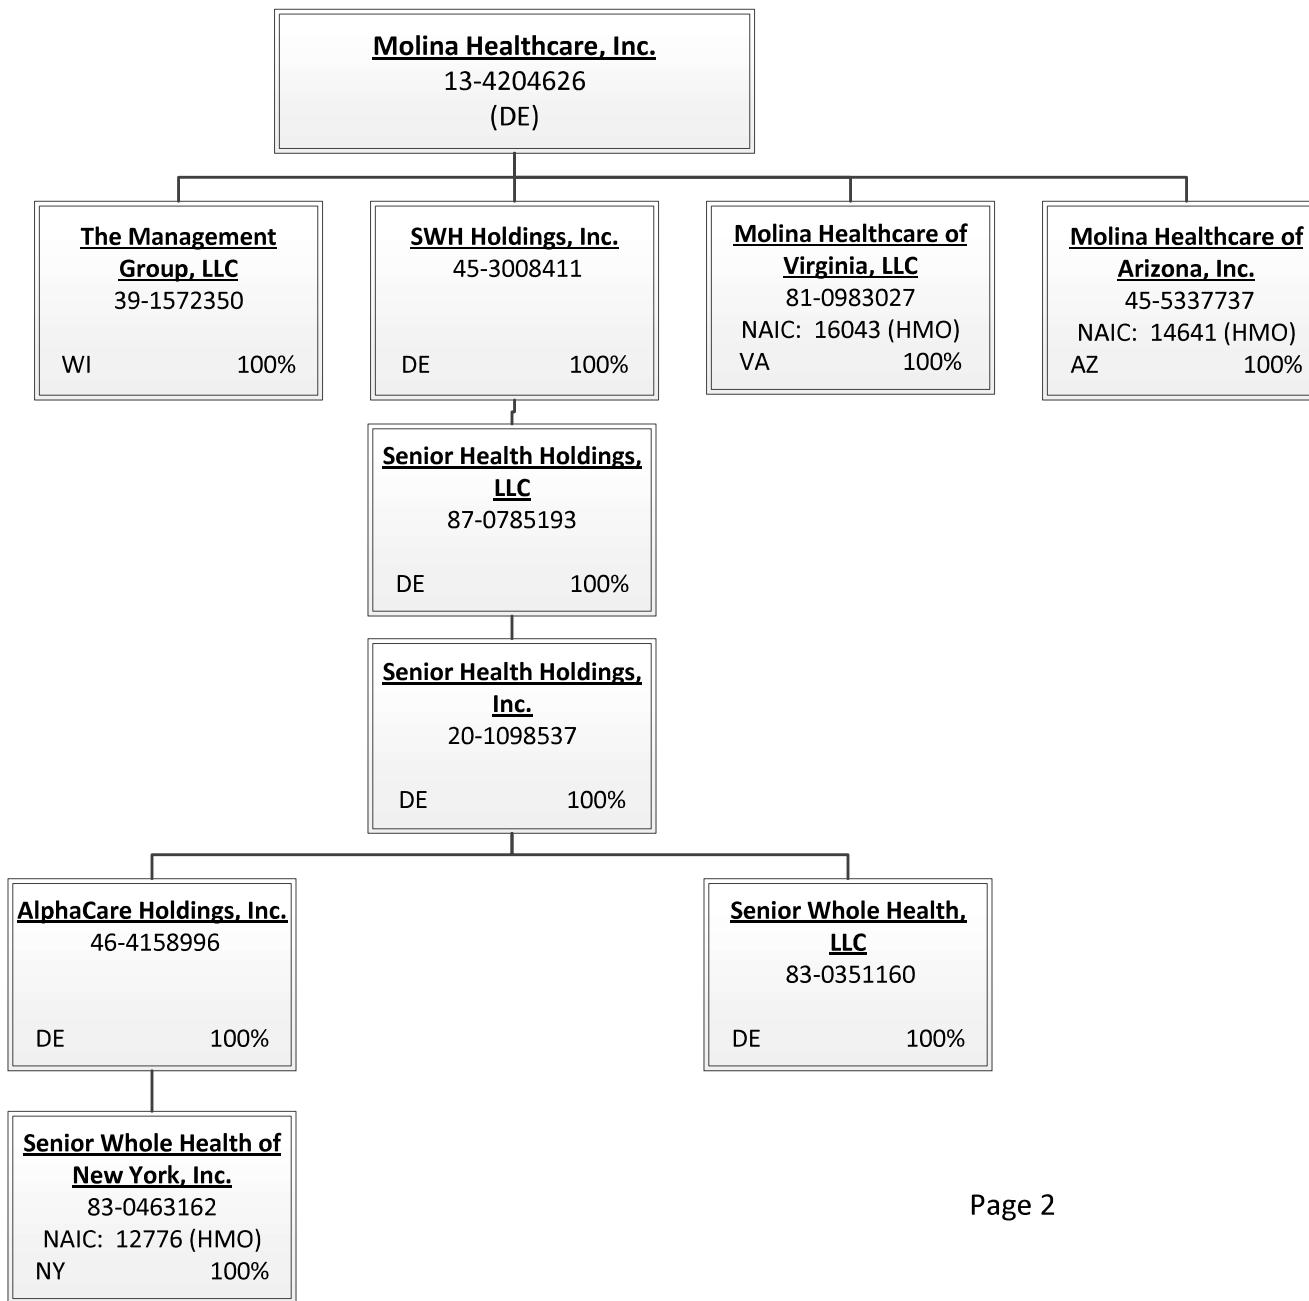 Molina Healthcare, Inc.
13-4204626
(DE)
The Management
Group, LLC
39-1572350
WI 100%
SWH Holdings, Inc.
45-3008411
DE 100%
Molina Healthcare of
Virginia, LLC
81-0983027
NAIC: 16043 (HMO)
VA 100%
Molina Healthcare of
Arizona, Inc.
45-5337737
NAIC: 14641 (HMO)
AZ 100%
Senior Health Holdings,
LLC
87-0785193
DE 100%
Senior Health Holdings,
Inc.
20-1098537
DE 100%
AlphaCare Holdings, Inc.
46-4158996
DE 100%
Senior Whole Health,
LLC
83-0351160
DE 100%
Senior Whole Health of
New York, Inc.
83-0463162
NAIC: 12776 (HMO)
NY 100%
Page 2